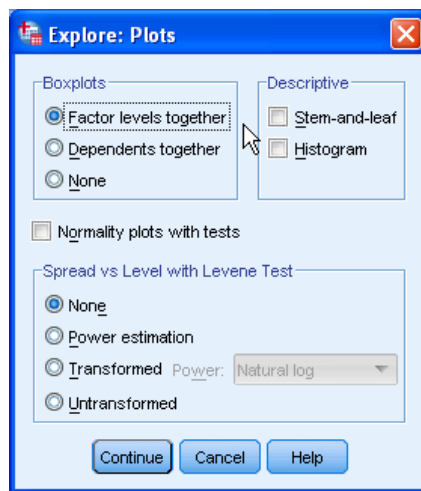 Explore: Plots
Boxplots
Factor levels together
Dependents together
None
Descriptive
Stem-and-leaf
Histogram
Normality plots with tests
Spread vs Level with Levene Test
None
Power estimation
Transformed Power: Natural log
Untransformed
Continue Cancel Help